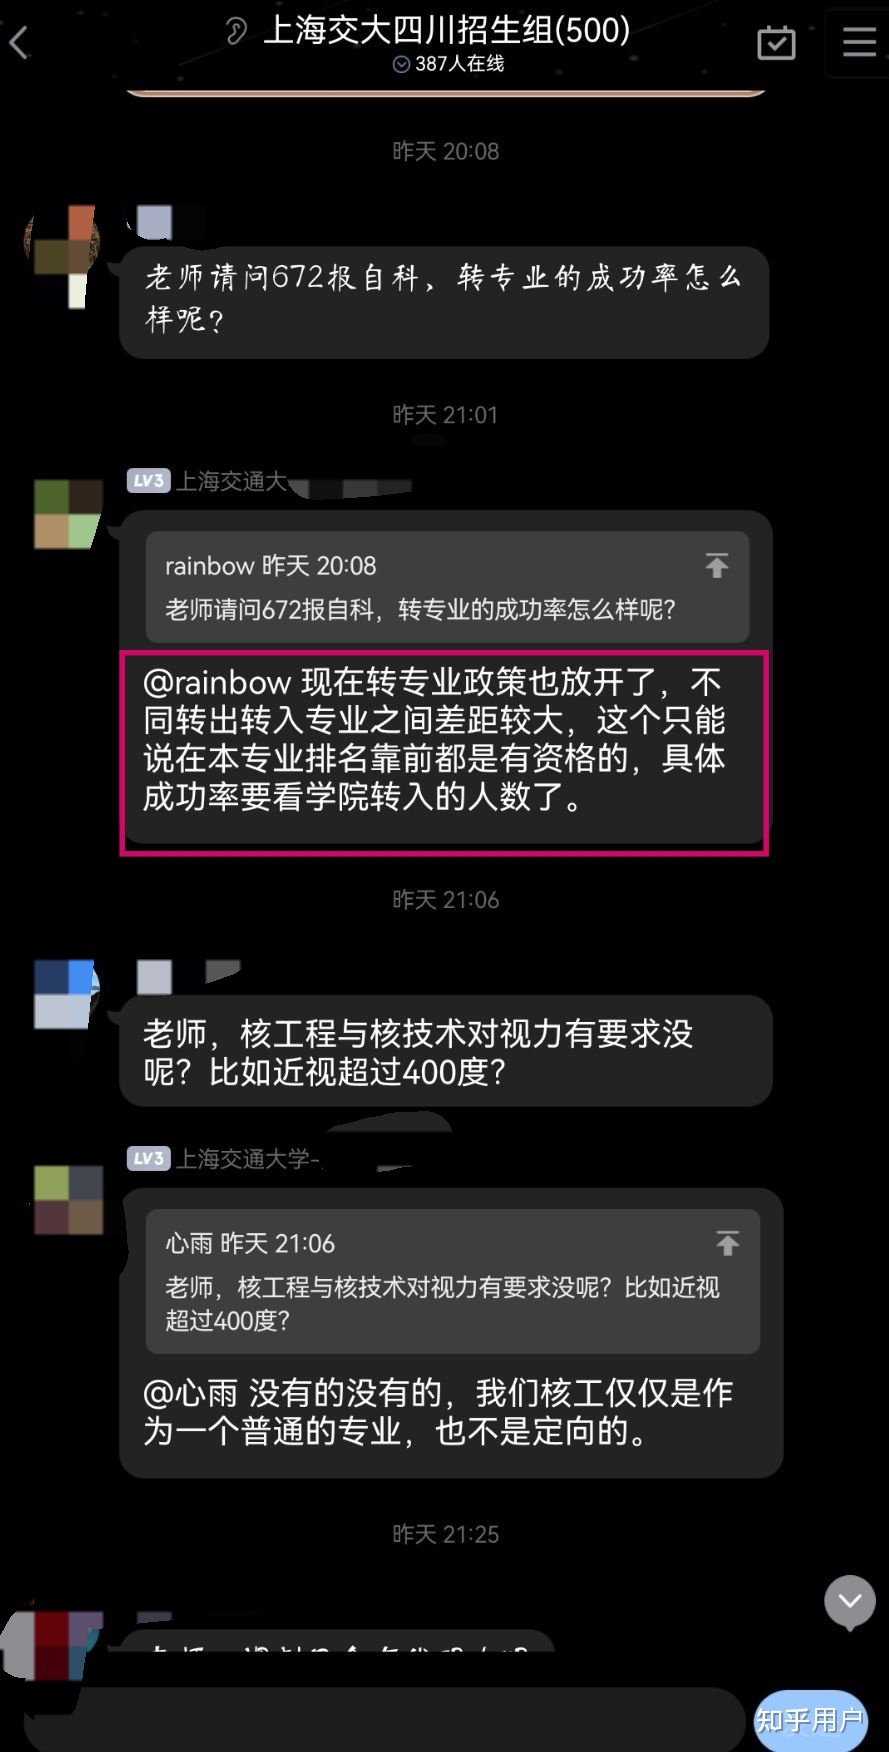 上海交大四川招生组(500)
387人在线
昨天 20:08
老师请问672报自科，转专业的成功率怎么
样呢？
昨天 21:01
LV3 上海交通大
rainbow 昨天 20:08
老师请问672报自科，转专业的成功率怎么样呢？
@rainbow 现在转专业政策也放开了，不
同转出转入专业之间差距较大，这个只能
说在本专业排名靠前都是有资格的，具体
成功率要看学院转入的人数了。
昨天 21:06
老师，核工程与核技术对视力有要求没
呢？比如近视超过400度？
LV3 上海交通大学-
心雨 昨天 21:06
老师，核工程与核技术对视力有要求没呢？比如近视
超过400度？
@心雨 没有的没有的，我们核工仅仅是作
为一个普通的专业，也不是定向的。
昨天 21:25
知乎用户